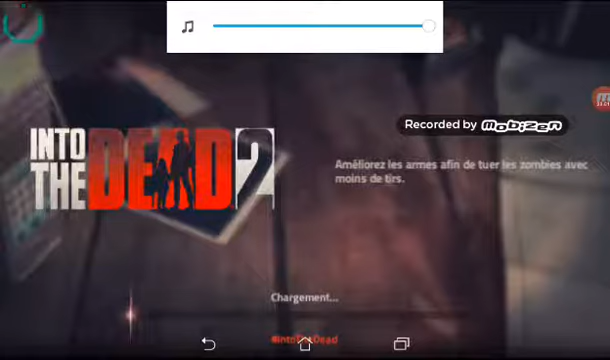 Recorded by mobizen
INTO
THE
DEAD 2
Améliorez les armes afin de tuer les zombies avec
moins de tirs.
Chargement...
#IntoTheDead